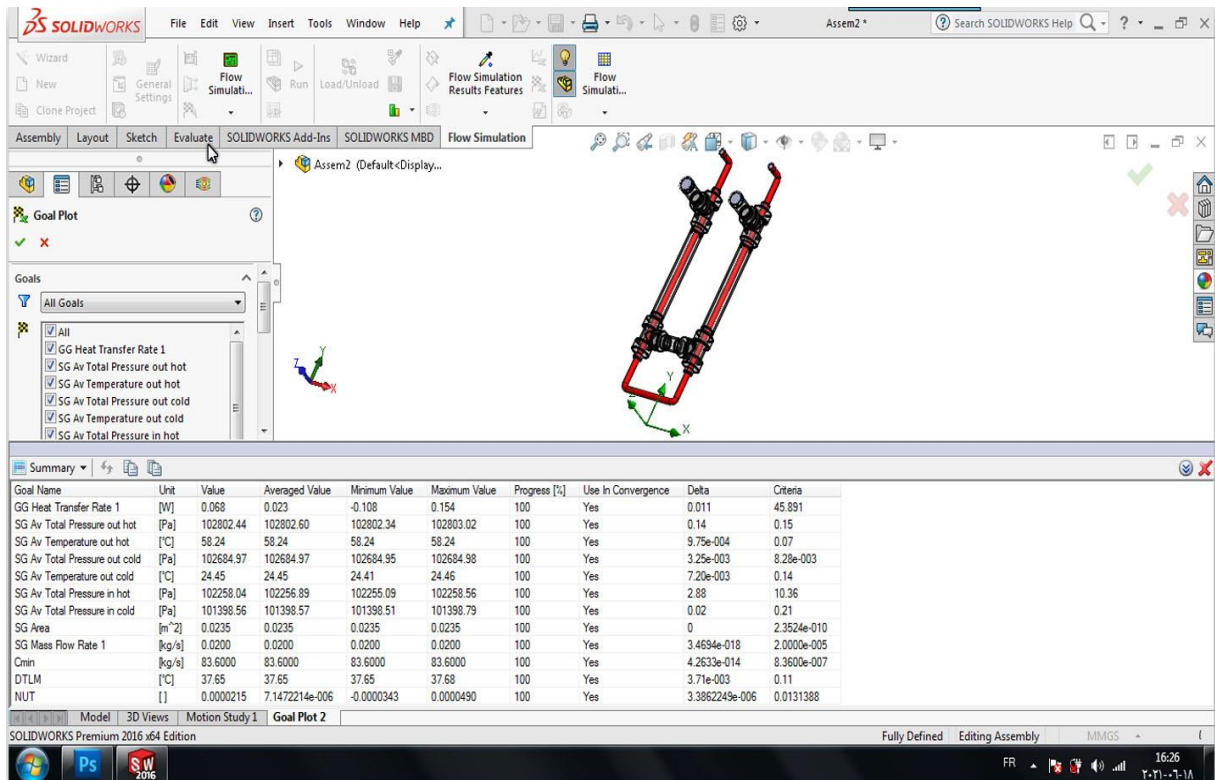 SOLIDWORKS File Edit View Insert Tools Window Help Assem2 * Search SOLIDWORKS Help ?
Wizard
New
Clone Project
General Settings
Flow Simulati...
Run
Load/Unload
Flow Simulation Results Features
Flow Simulati...
Assembly Layout Sketch Evaluate SOLIDWORKS Add-Ins SOLIDWORKS MBD Flow Simulation
Assem2 (Default<Display...
Goal Plot
Goals
All Goals
All
GG Heat Transfer Rate 1
SG Av Total Pressure out hot
SG Av Temperature out hot
SG Av Total Pressure out cold
SG Av Temperature out cold
SG Av Total Pressure in hot
Y
Z
X
Y
Z
X
Summary
Goal Name Unit Value Averaged Value Minimum Value Maximum Value Progress [%] Use In Convergence Delta Criteria
GG Heat Transfer Rate 1 [W] 0.068 0.023 -0.108 0.154 100 Yes 0.011 45.891
SG Av Total Pressure out hot [Pa] 102802.44 102802.60 102802.34 102803.02 100 Yes 0.14 0.15
SG Av Temperature out hot [°C] 58.24 58.24 58.24 58.24 100 Yes 9.75e-004 0.07
SG Av Total Pressure out cold [Pa] 102684.97 102684.97 102684.95 102684.98 100 Yes 3.25e-003 8.28e-003
SG Av Temperature out cold [°C] 24.45 24.45 24.41 24.46 100 Yes 7.20e-003 0.14
SG Av Total Pressure in hot [Pa] 102258.04 102256.89 102255.09 102258.56 100 Yes 2.88 10.36
SG Av Total Pressure in cold [Pa] 101398.56 101398.57 101398.51 101398.79 100 Yes 0.02 0.21
SG Area [m^2] 0.0235 0.0235 0.0235 0.0235 100 Yes 0 2.3524e-010
SG Mass Flow Rate 1 [kg/s] 0.0200 0.0200 0.0200 0.0200 100 Yes 3.4694e-018 2.0000e-005
Cmin [kg/s] 83.6000 83.6000 83.6000 83.6000 100 Yes 4.2633e-014 8.3600e-007
DTLM [°C] 37.65 37.65 37.65 37.68 100 Yes 3.71e-003 0.11
NUT [ ] 0.0000215 7.1472214e-006 -0.0000343 0.0000490 100 Yes 3.3862249e-006 0.0131388
Model 3D Views Motion Study 1 Goal Plot 2
SOLIDWORKS Premium 2016 x64 Edition Fully Defined Editing Assembly MMGS
Ps SW 2016 FR 16:26
٢٠٢١-٠٦-١٨